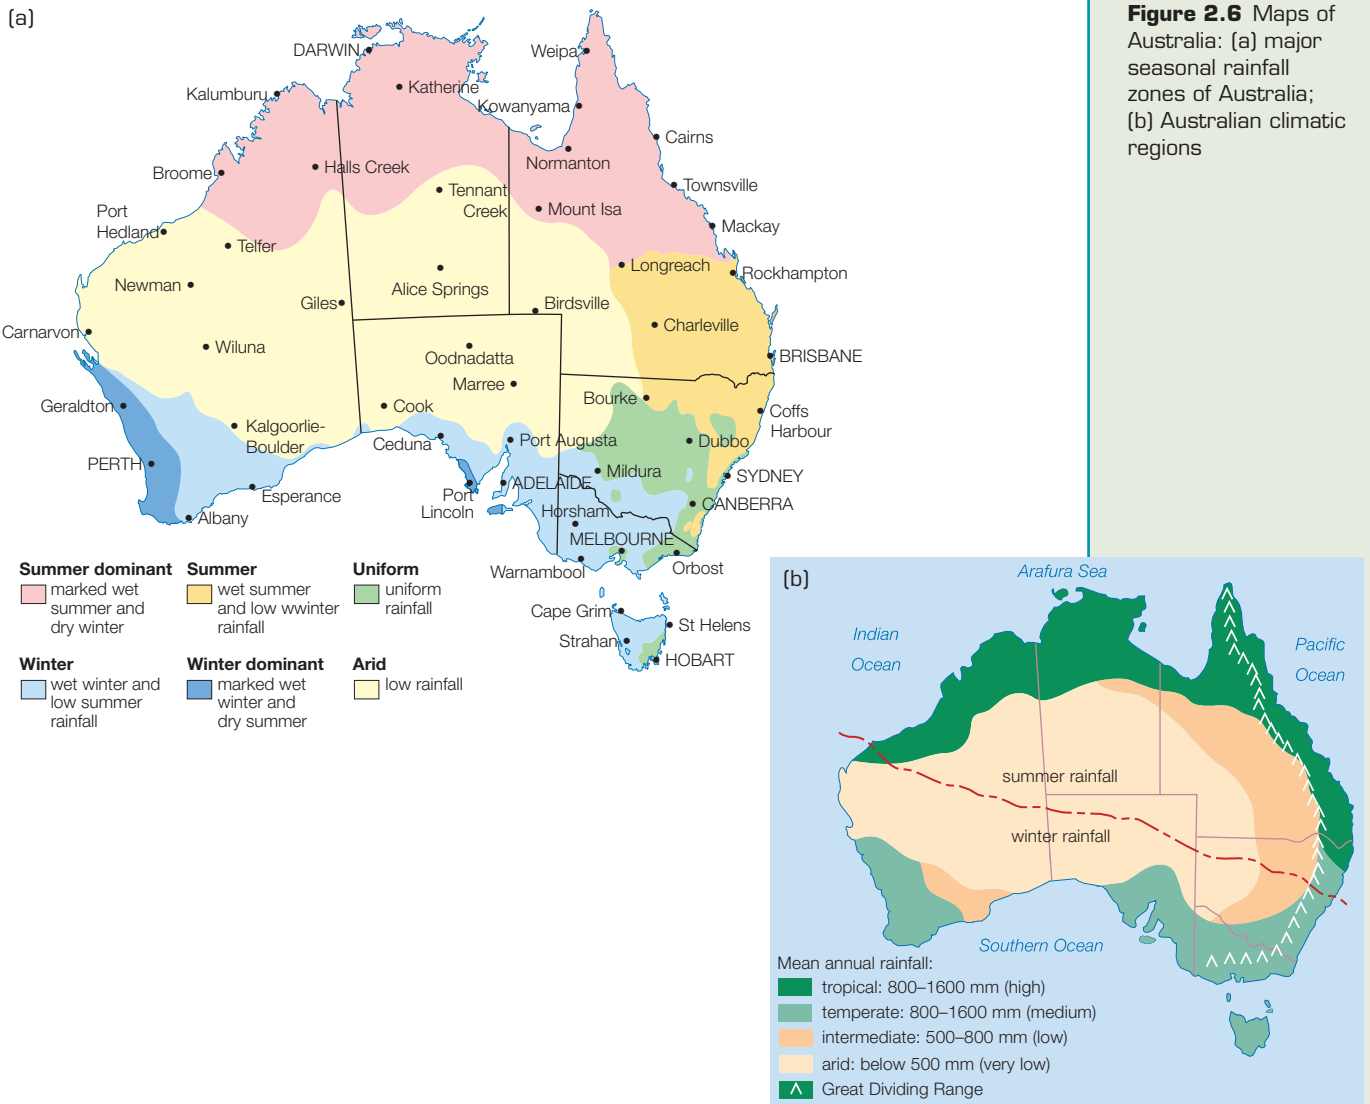 (a)
Figure 2.6 Maps of
Australia: (a) major
seasonal rainfall
zones of Australia;
(b) Australian climatic
regions
DARWIN
Weipa
Katherine
Kalumburu
Kowanyama
Cairns
Normanton
Halls Creek
Broome
Townsville
Tennant
Creek
Mount Isa
Port
Hedland
Mackay
Telfer
Longreach
Rockhampton
Newman
Alice Springs
Giles
Birdsville
Carnarvon
Charleville
Wiluna
Oodnadatta
BRISBANE
Marree
Bourke
Geraldton
Cook
Coffs
Harbour
Kalgoorlie-
Boulder
Ceduna
Port Augusta
Dubbo
PERTH
Mildura
SYDNEY
ADELAIDE
Esperance
Port
Lincoln
CANBERRA
Horsham
Albany
MELBOURNE
Warnambool
Orbost
Cape Grim
St Helens
Strahan
HOBART
Summer dominant
marked wet
summer and
dry winter
Summer
wet summer
and low wwinter
rainfall
Uniform
uniform
rainfall
Winter
wet winter and
low summer
rainfall
Winter dominant
marked wet
winter and
dry summer
Arid
low rainfall
(b)
Arafura Sea
Indian
Ocean
Pacific
Ocean
summer rainfall
winter rainfall
Southern Ocean
Mean annual rainfall:
tropical: 800–1600 mm (high)
temperate: 800–1600 mm (medium)
intermediate: 500–800 mm (low)
arid: below 500 mm (very low)
Great Dividing Range